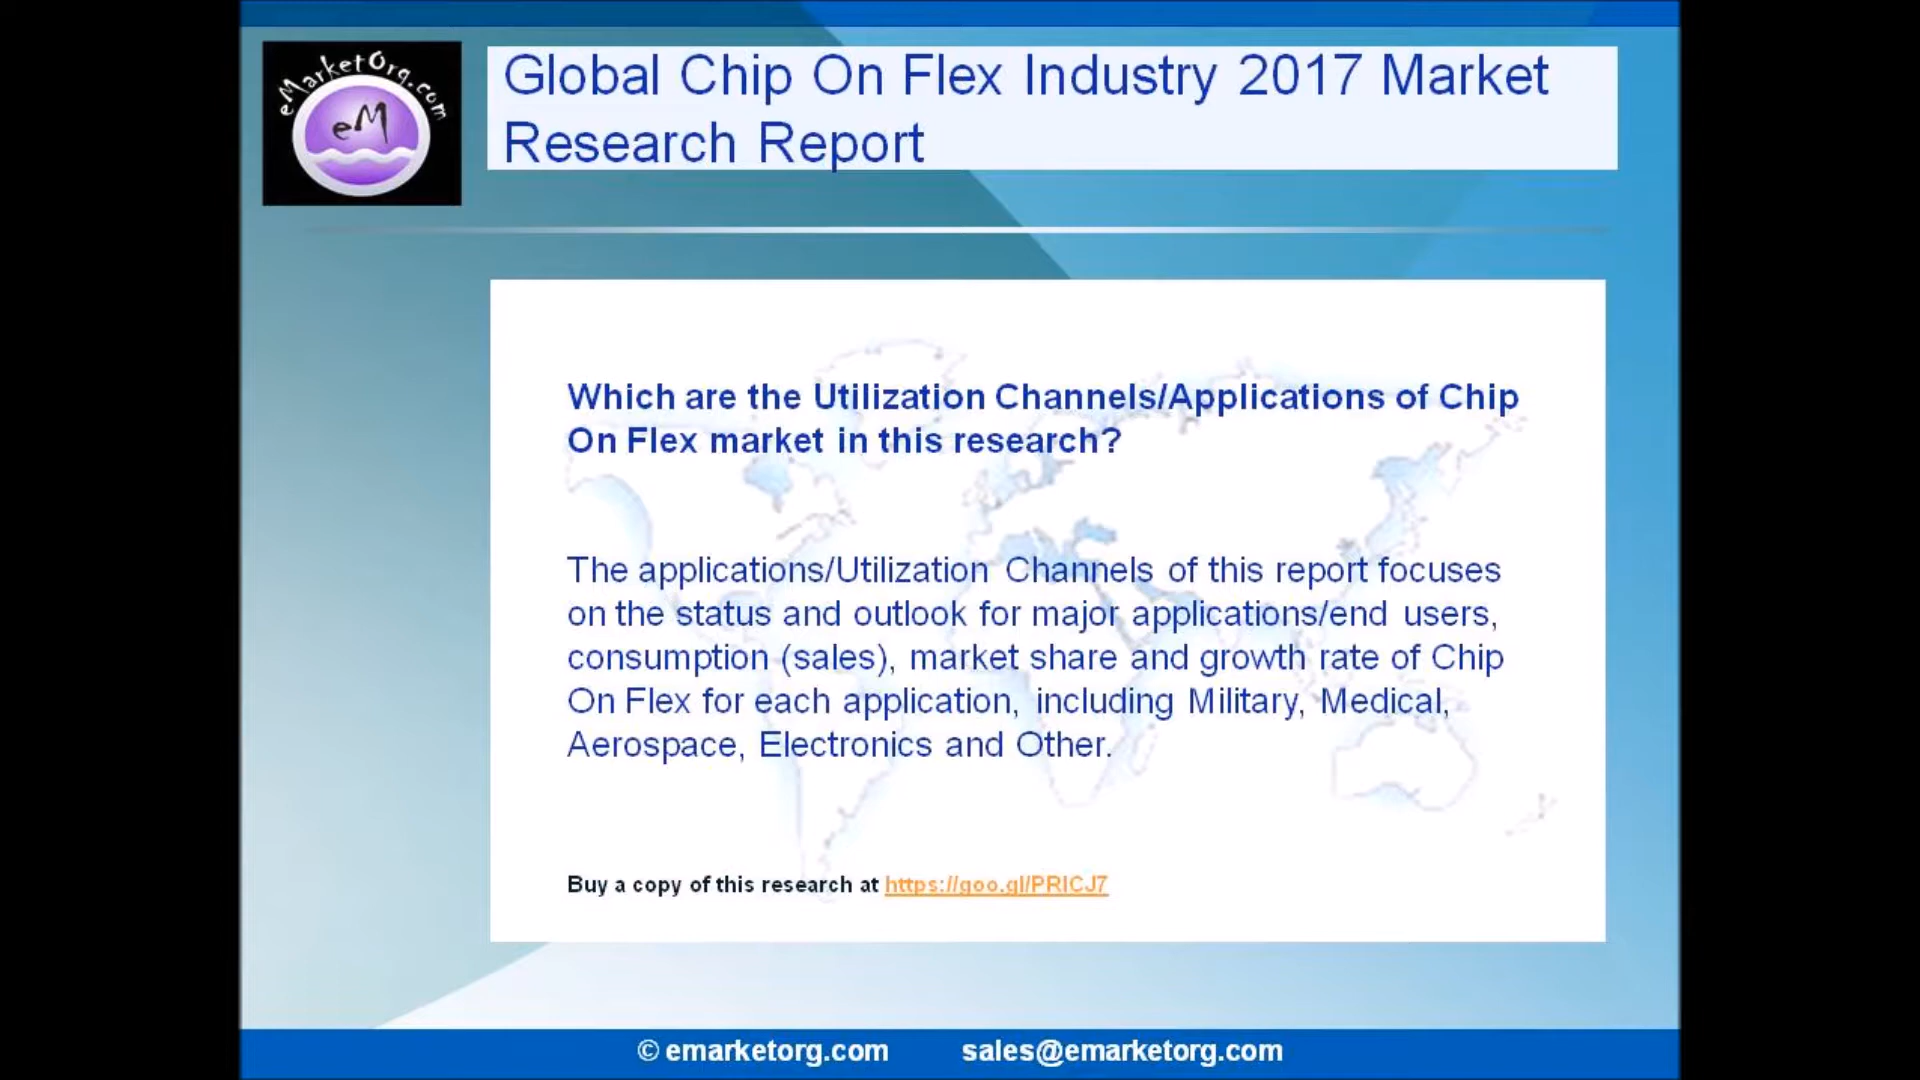 eMarketOrg.com
eM
Global Chip On Flex Industry 2017 Market
Research Report
Which are the Utilization Channels/Applications of Chip
On Flex market in this research?
The applications/Utilization Channels of this report focuses
on the status and outlook for major applications/end users,
consumption (sales), market share and growth rate of Chip
On Flex for each application, including Military, Medical,
Aerospace, Electronics and Other.
Buy a copy of this research at https://goo.gl/PRICJ7
© emarketorg.com sales@emarketorg.com